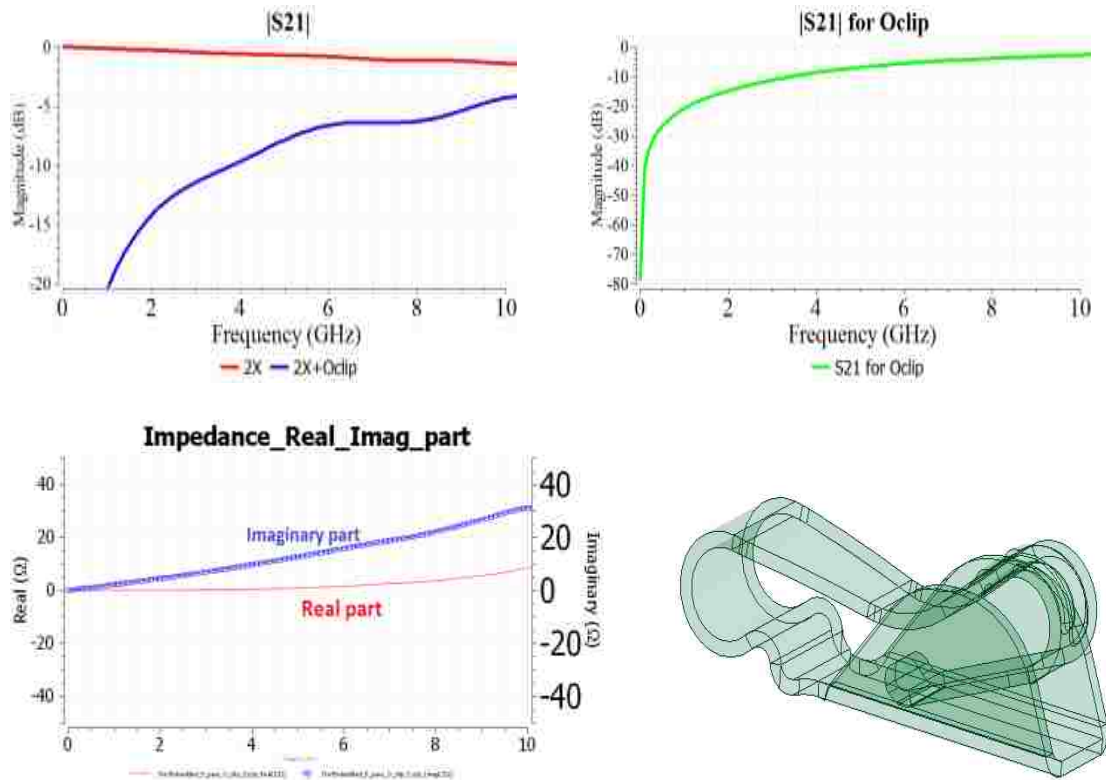 |S21|
0
-5
-10
-15
-20
Magnitude (dB)
0 2 4 6 8 10
Frequency (GHz)
2X 2X+Oclip
|S21| for Oclip
0
-10
-20
-30
-40
-50
-60
-70
-80
Magnitude (dB)
0 2 4 6 8 10
Frequency (GHz)
S21 for Oclip
Impedance_Real_Imag_part
40 40
20 20
0 0
-20 -20
-40 -40
Real (Ω)
Imaginary (Ω)
Imaginary part
Real part
0 2 4 6 8 10